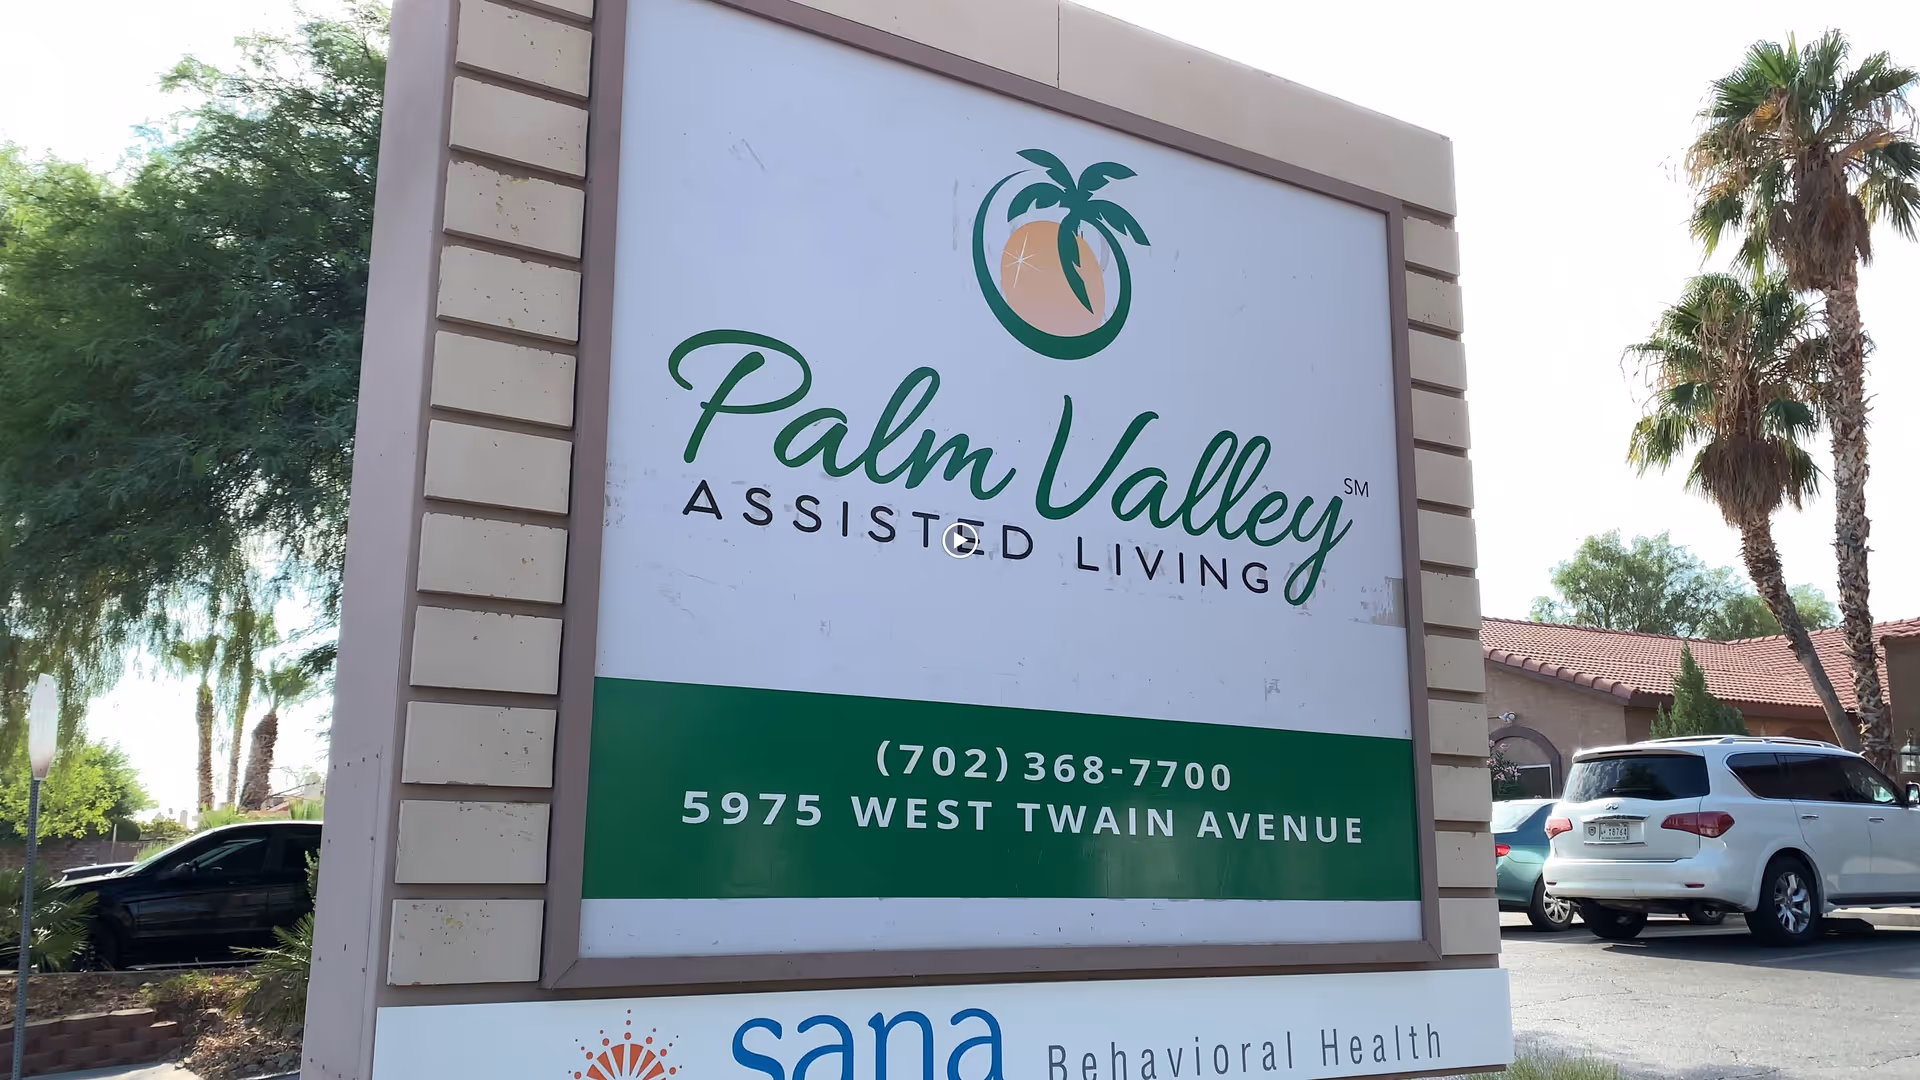 Palm Valley SM
ASSISTED LIVING
(702) 368-7700
5975 WEST TWAIN AVENUE
sana Behavioral Health